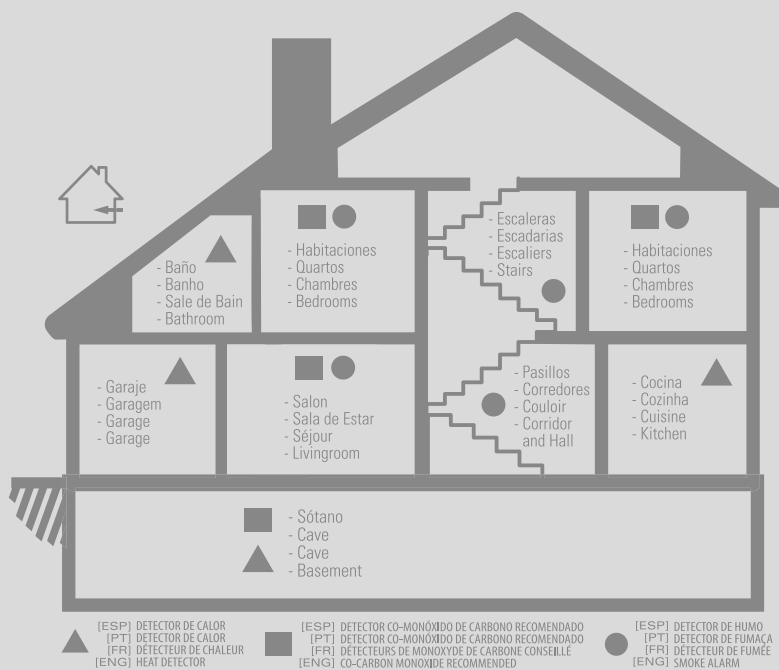 - Baño
- Banho
- Sale de Bain
- Bathroom
- Habitaciones
- Quartos
- Chambres
- Bedrooms
- Escaleras
- Escadarias
- Escaliers
- Stairs
- Habitaciones
- Quartos
- Chambres
- Bedrooms
- Garaje
- Garagem
- Garage
- Garage
- Salon
- Sala de Estar
- Séjour
- Livingroom
- Pasillos
- Corredores
- Couloir
- Corridor
and Hall
- Cocina
- Cozinha
- Cuisine
- Kitchen
- Sótano
- Cave
- Cave
- Basement
[ESP] DETECTOR DE CALOR
[PT] DETECTOR DE CALOR
[FR] DÉTECTEUR DE CHALEUR
[ENG] HEAT DETECTOR
[ESP] DETECTOR CO-MONÓXIDO DE CARBONO RECOMENDADO
[PT] DETECTOR CO-MONÓXIDO DE CARBONO RECOMENDADO
[FR] DÉTECTEURS DE MONOXYDE DE CARBONE CONSEILLÉ
[ENG] CO-CARBON MONOXIDE RECOMMENDED
[ESP] DETECTOR DE HUMO
[PT] DETECTOR DE FUMAÇA
[FR] DÉTECTEUR DE FUMÉE
[ENG] SMOKE ALARM